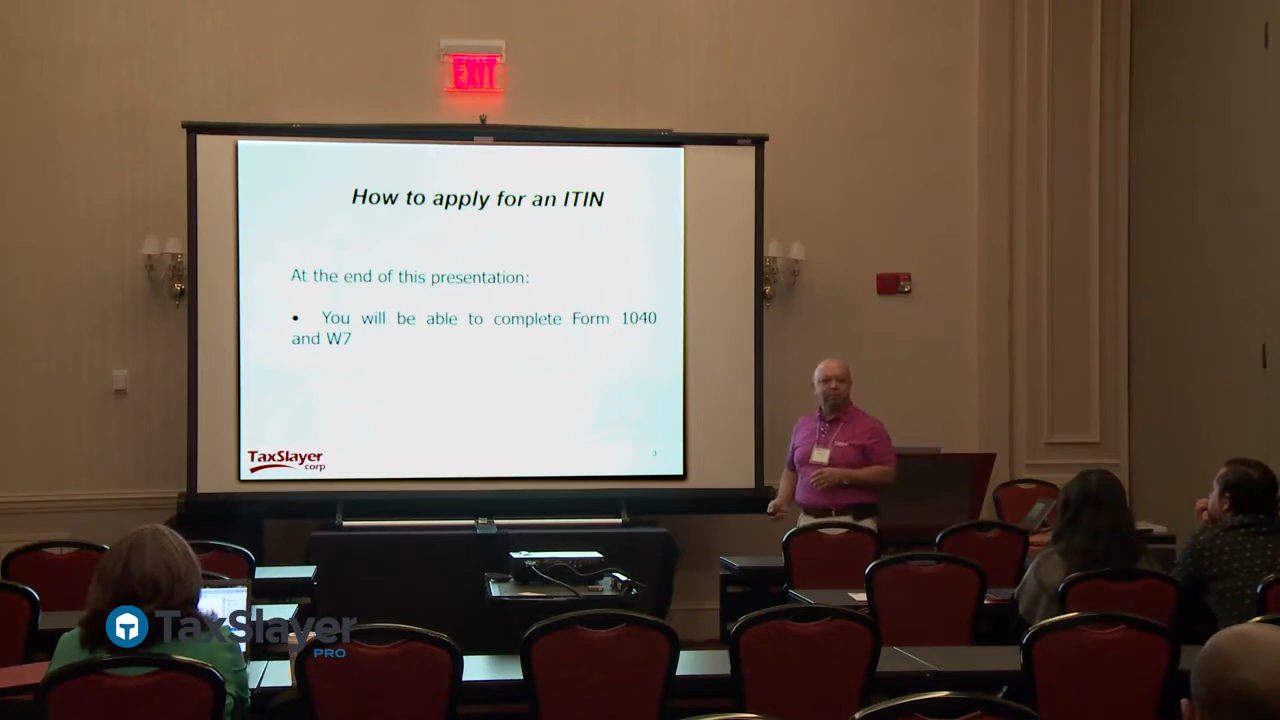 EXIT
How to apply for an ITIN
At the end of this presentation:
• You will be able to complete Form 1040
and W7
TaxSlayer
corp
3
TaxSlayer
PRO